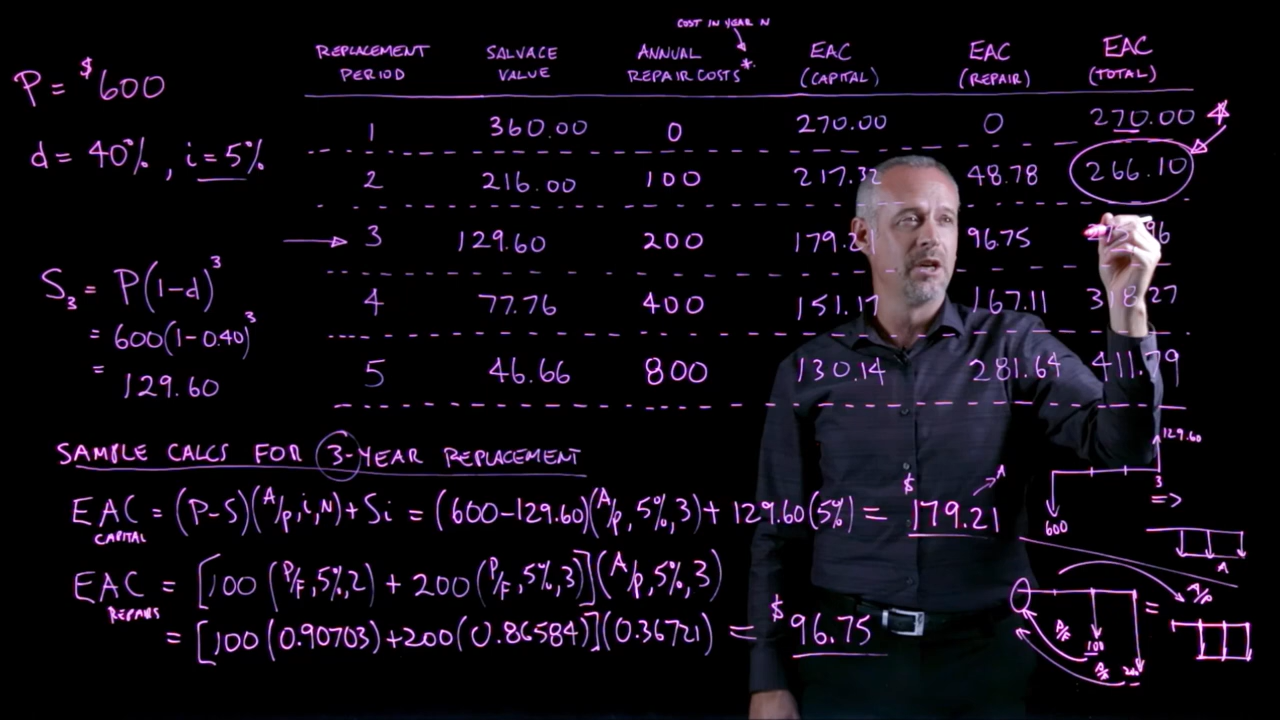 COST IN YEAR N
P = $600
d = 40%, i = 5%
REPLACEMENT PERIOD SALVAGE VALUE ANNUAL REPAIR COSTS* EAC (CAPITAL) EAC (REPAIR) EAC (TOTAL)
1 360.00 0 270.00 0 270.00
2 216.00 100 217.32 48.78 266.10
3 129.60 200 179.21 96.75
4 77.76 400 151.17 167.11 318.27
5 46.66 800 130.14 281.64 411.79
S₃ = P(1-d)³
= 600(1-0.40)³
= 129.60
SAMPLE CALCS FOR 3-YEAR REPLACEMENT
EAC CAPITAL = (P-S)(A/P, i, N) + Si = (600-129.60)(A/P, 5%, 3) + 129.60(5%) = $179.21 A
EAC REPAIRS = [100(P/F, 5%, 2) + 200(P/F, 5%, 3)](A/P, 5%, 3)
= [100(0.90703)+200(0.86584)](0.36721) = $96.75
129.60
3
=>
600
A
A/P
=
P/F
100
P/F
200